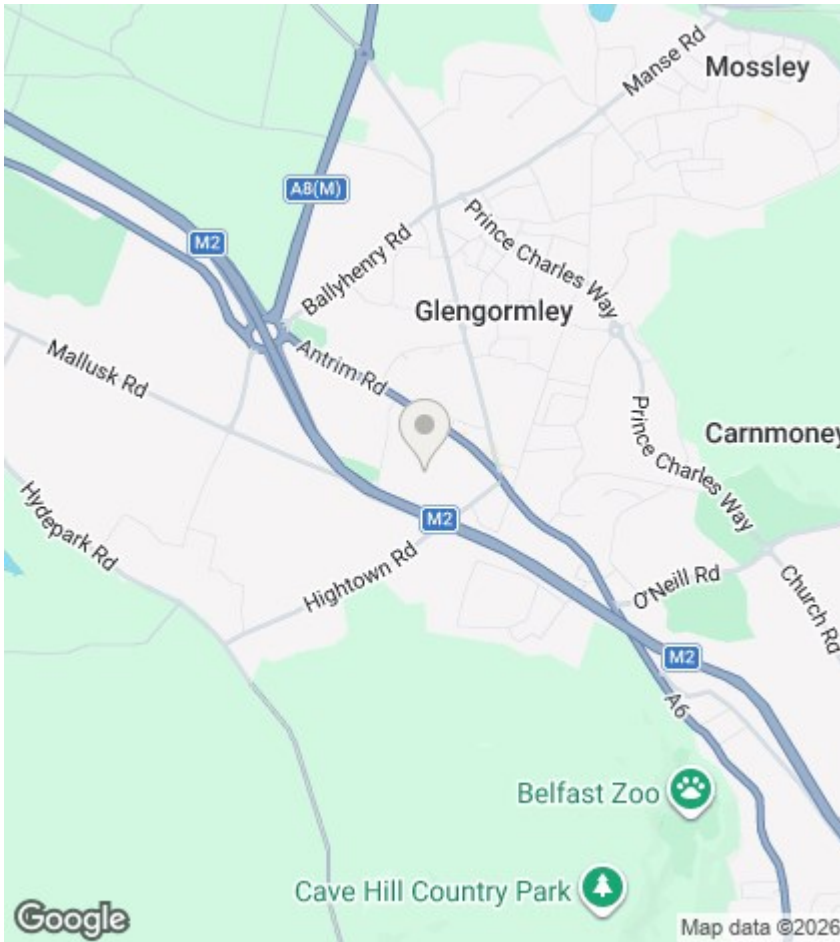 Manse Rd
Mossley
A8(M)
Prince Charles Way
M2
Ballyhenry Rd
Glengormley
Mallusk Rd
Antrim Rd
Prince Charles Way
Carnmoney
Hydepark Rd
M2
Hightown Rd
O'Neill Rd
Church Rd
M2
A6
Belfast Zoo
Cave Hill Country Park
Google
Map data ©2026